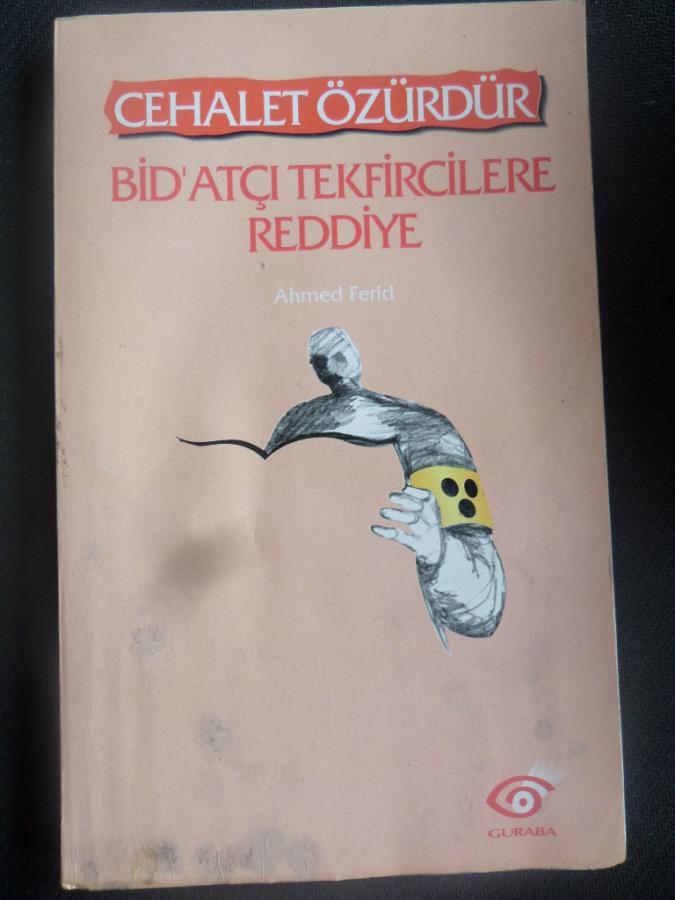 CEHALET ÖZÜRDÜR
BİD'ATÇI TEKFİRCİLERE
REDDİYE
Ahmed Ferid
GURABA